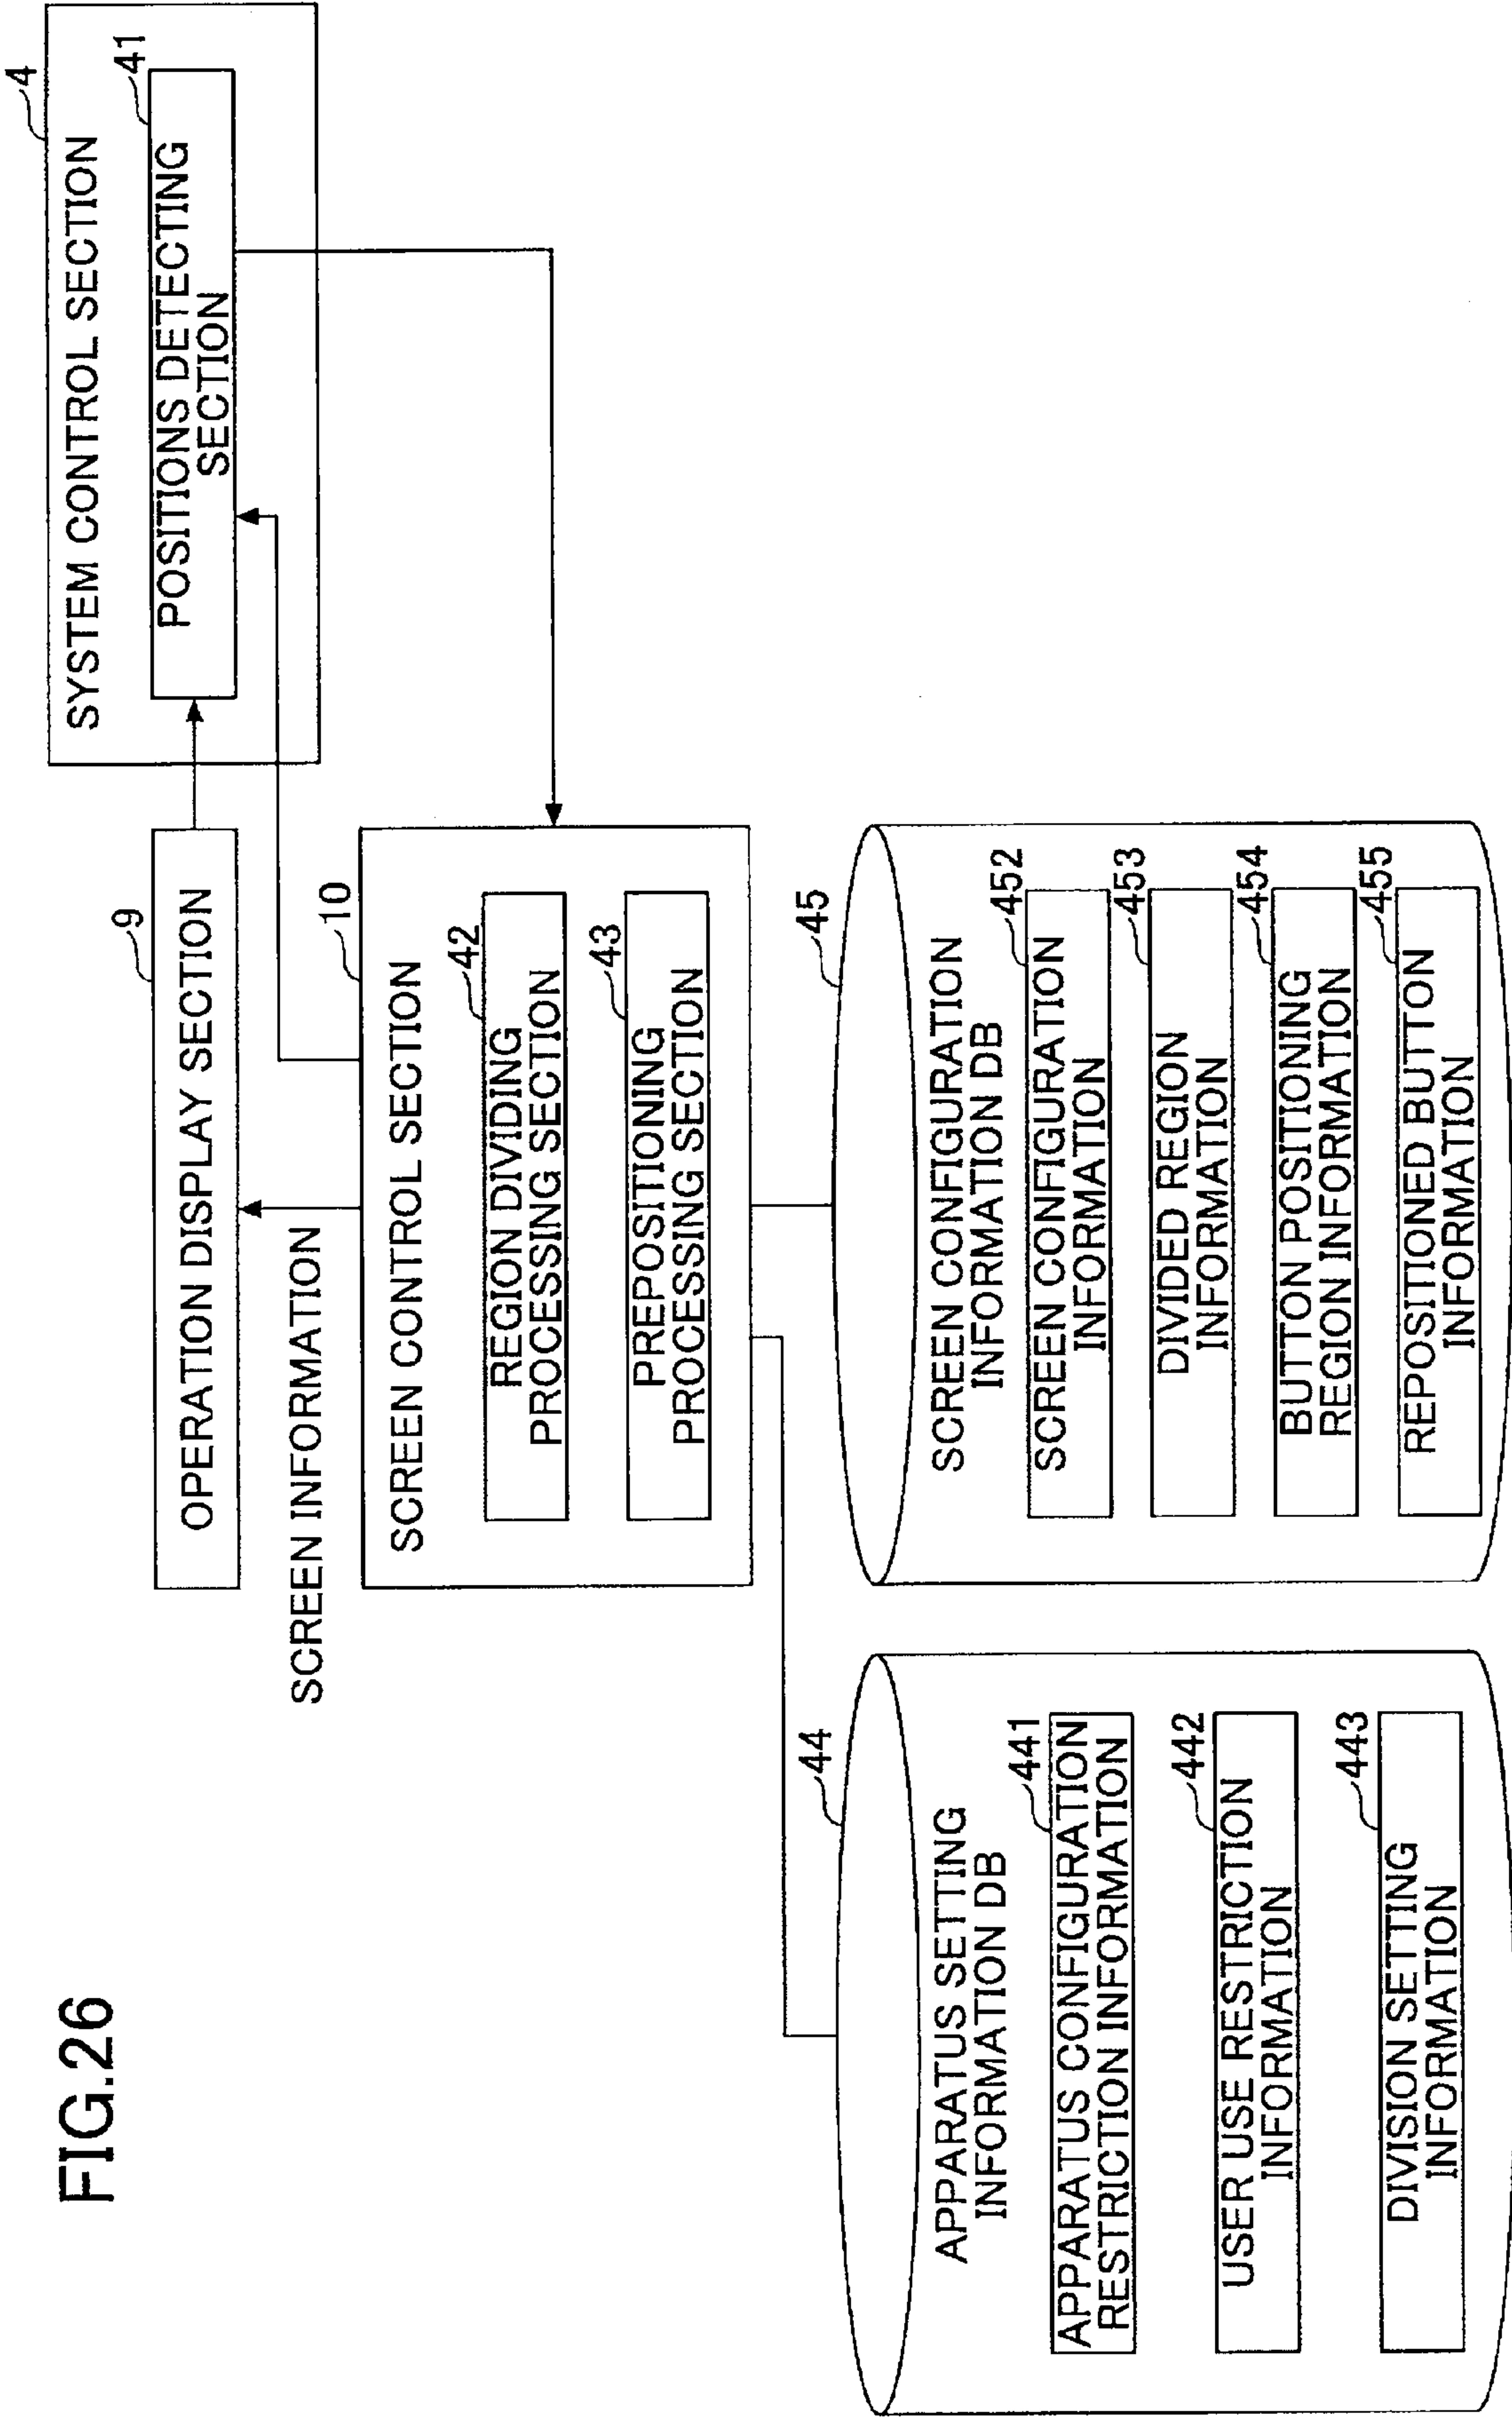 FIG.26
OPERATION DISPLAY SECTION
9
SYSTEM CONTROL SECTION
4
POSITIONS DETECTING
SECTION
41
SCREEN INFORMATION
SCREEN CONTROL SECTION
10
REGION DIVIDING
PROCESSING SECTION
42
PREPOSITIONING
PROCESSING SECTION
43
APPARATUS SETTING
INFORMATION DB
44
APPARATUS CONFIGURATION
RESTRICTION INFORMATION
441
USER USE RESTRICTION
INFORMATION
442
DIVISION SETTING
INFORMATION
443
SCREEN CONFIGURATION
INFORMATION DB
45
SCREEN CONFIGURATION
INFORMATION
452
DIVIDED REGION
INFORMATION
453
BUTTON POSITIONING
REGION INFORMATION
454
REPOSITIONED BUTTON
INFORMATION
455